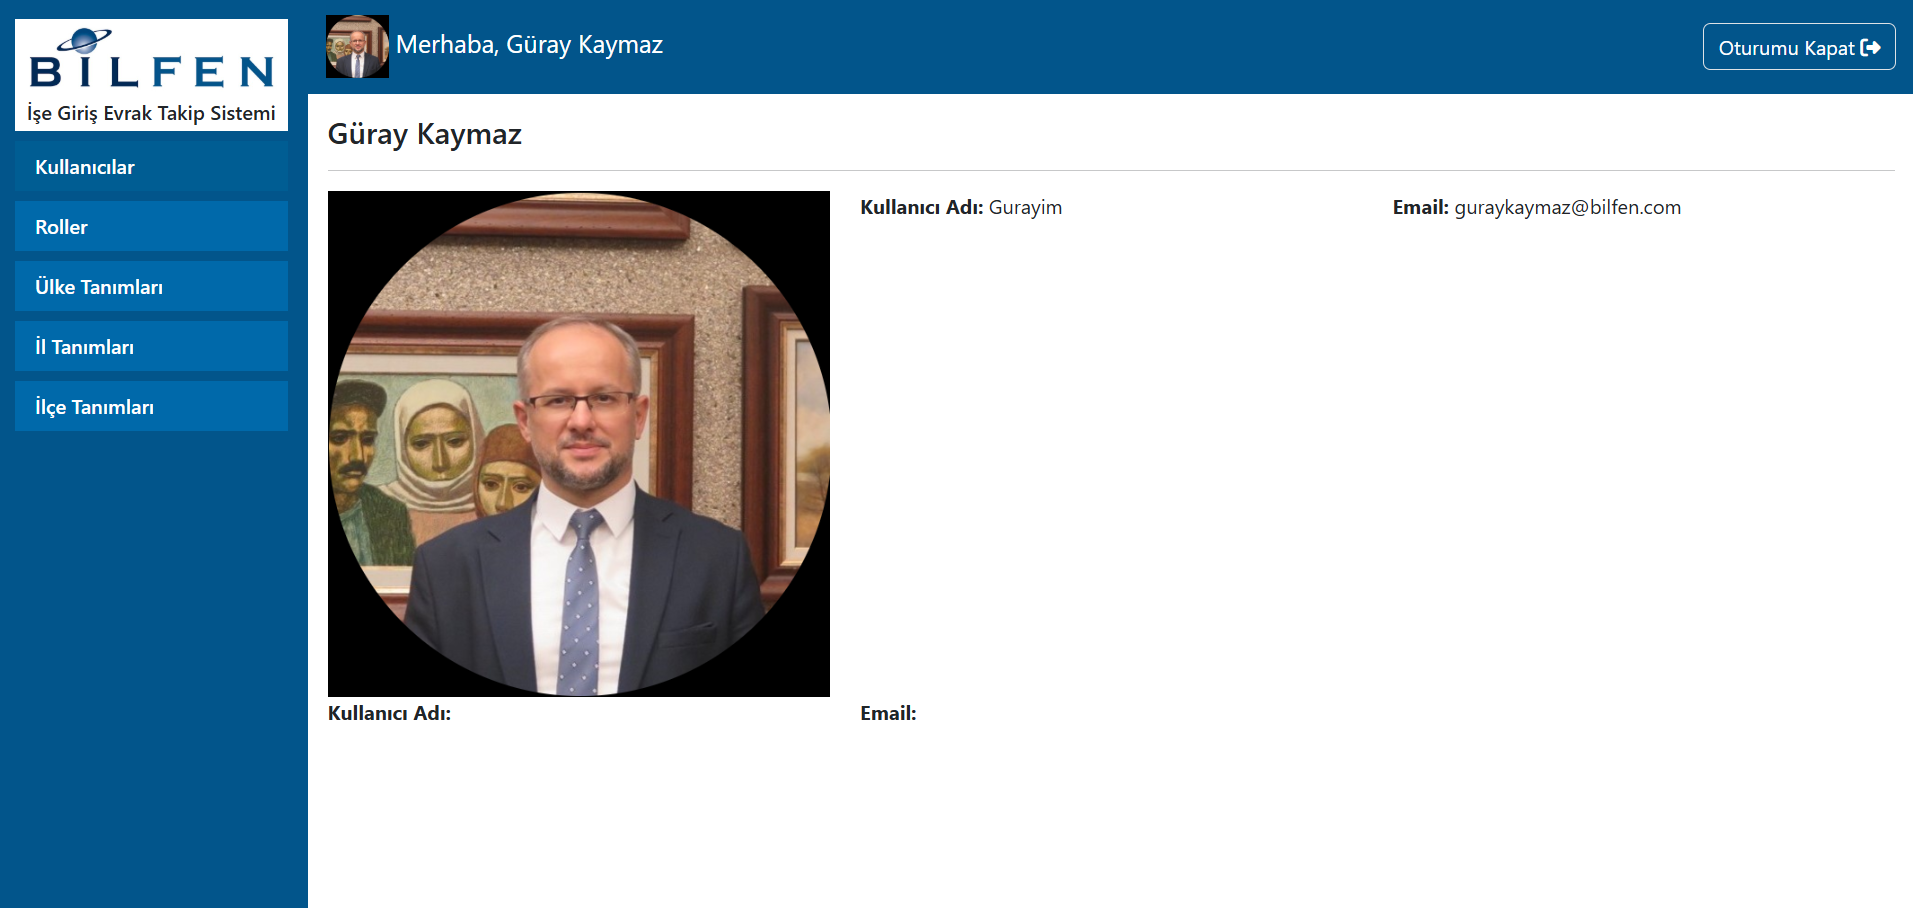 BİLFEN
İşe Giriş Evrak Takip Sistemi
Kullanıcılar
Roller
Ülke Tanımları
İl Tanımları
İlçe Tanımları
Merhaba, Güray Kaymaz
Oturumu Kapat
Güray Kaymaz
Kullanıcı Adı: Gurayim
Email: guraykaymaz@bilfen.com
Kullanıcı Adı:
Email: